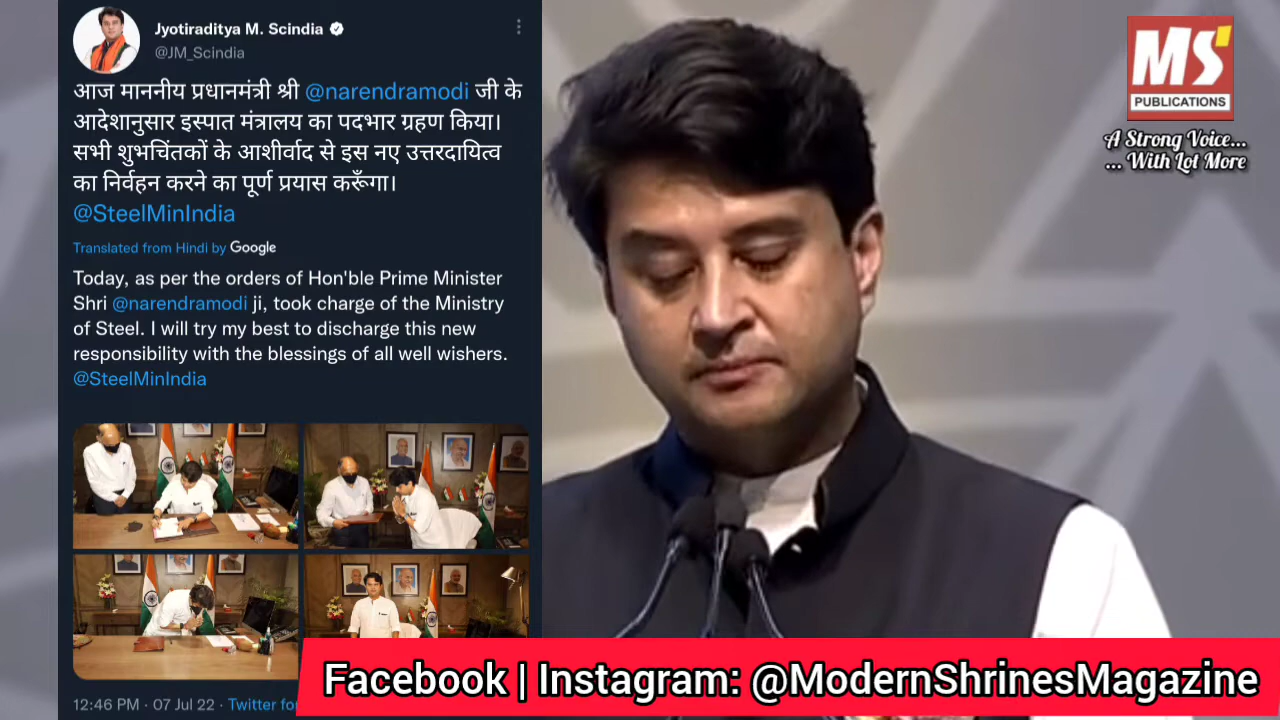 Jyotiraditya M. Scindia
@JM_Scindia
आज माननीय प्रधानमंत्री श्री @narendramodi जी के
आदेशानुसार इस्पात मंत्रालय का पदभार ग्रहण किया।
सभी शुभचिंतकों के आशीर्वाद से इस नए उत्तरदायित्व
का निर्वहन करने का पूर्ण प्रयास करूँगा।
@SteelMinIndia
Translated from Hindi by Google
Today, as per the orders of Hon'ble Prime Minister
Shri @narendramodi ji, took charge of the Ministry
of Steel. I will try my best to discharge this new
responsibility with the blessings of all well wishers.
@SteelMinIndia
12:46 PM · 07 Jul 22 · Twitter for
MS
PUBLICATIONS
A Strong Voice...
... With Lot More
Facebook | Instagram: @ModernShrinesMagazine